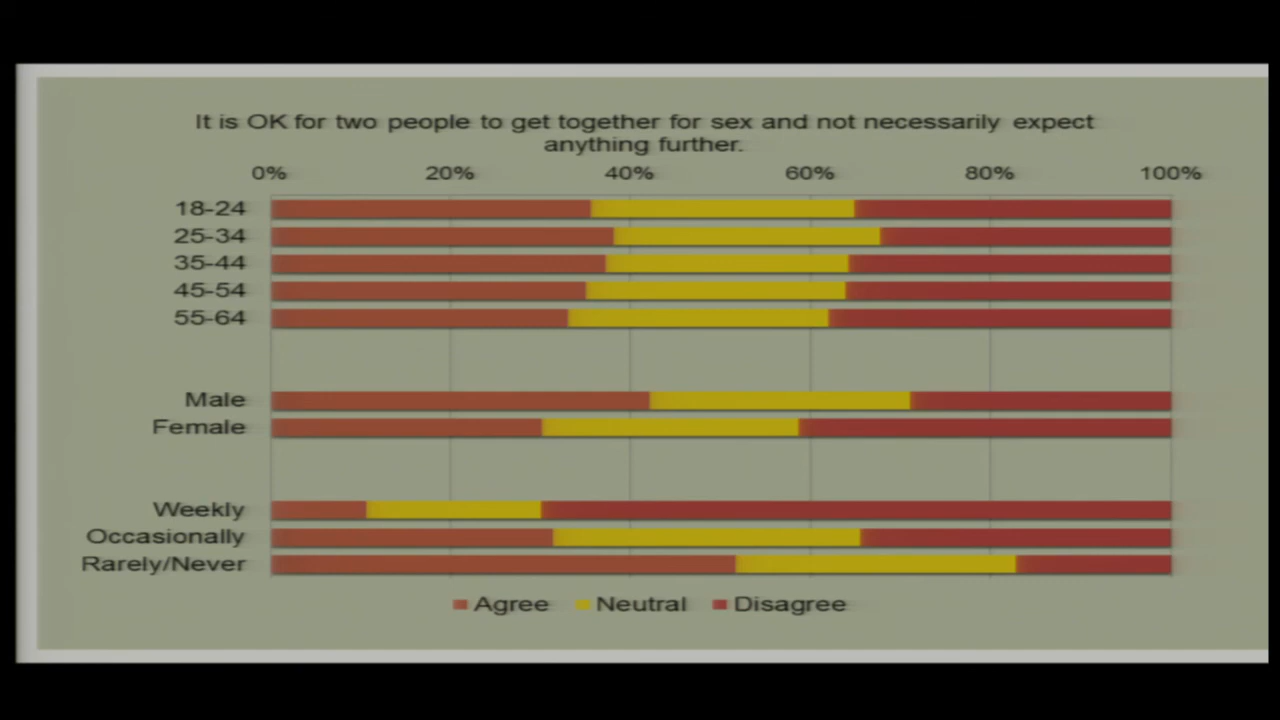 It is OK for two people to get together for sex and not necessarily expect
anything further.
0% 20% 40% 60% 80% 100%
18-24
25-34
35-44
45-54
55-64
Male
Female
Weekly
Occasionally
Rarely/Never
Agree Neutral Disagree